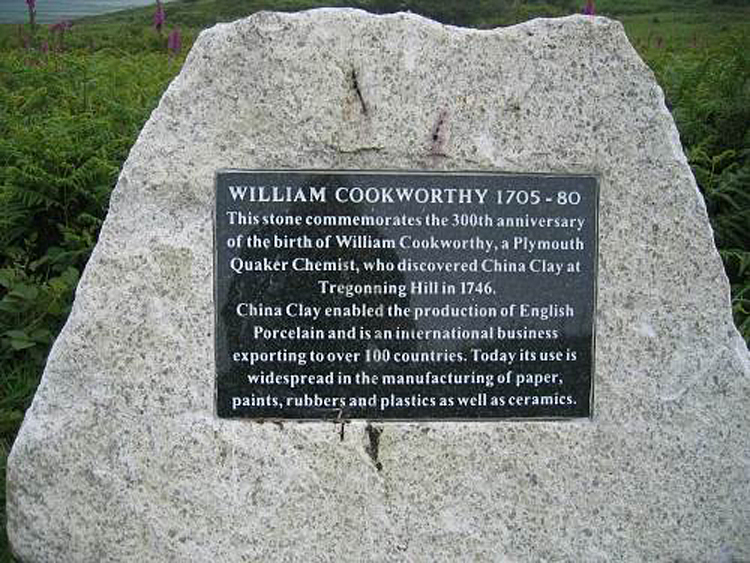 WILLIAM COOKWORTHY 1705 - 80
This stone commemorates the 300th anniversary
of the birth of William Cookworthy, a Plymouth
Quaker Chemist, who discovered China Clay at
Tregonning Hill in 1746.
China Clay enabled the production of English
Porcelain and is an international business
exporting to over 100 countries. Today its use is
widespread in the manufacturing of paper,
paints, rubbers and plastics as well as ceramics.